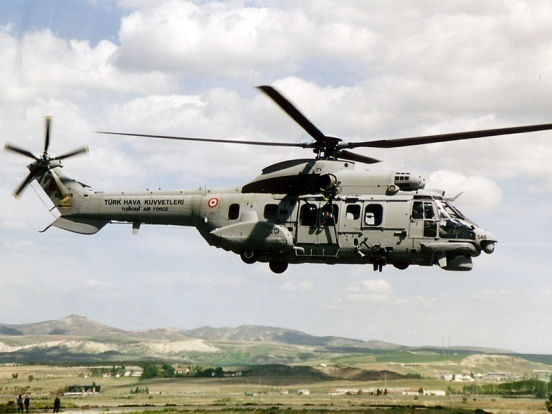 TÜRK HAVA KUVVETLERİ
TURKISH AIR FORCE